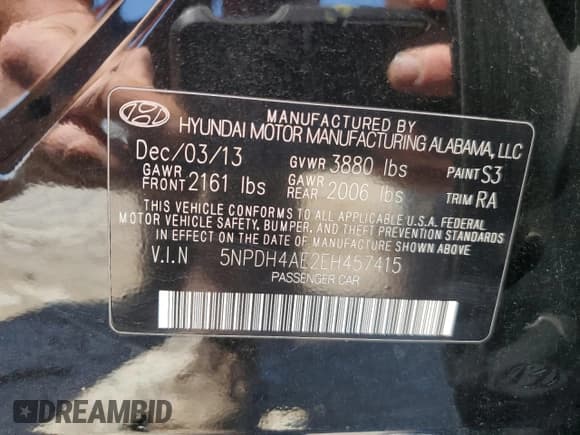 MANUFACTURED BY
HYUNDAI MOTOR MANUFACTURING ALABAMA, LLC
Dec/03/13 GVWR 3880 lbs PAINT S3
GAWR FRONT 2161 lbs GAWR REAR 2006 lbs TRIM RA
THIS VEHICLE CONFORMS TO ALL APPLICABLE U.S.A. FEDERAL
MOTOR VEHICLE SAFETY, BUMPER, AND THEFT PREVENTION STANDARDS
IN EFFECT ON THE DATE OF MANUFACTURE SHOWN ABOVE.
V.I.N 5NPDH4AE2EH457415
PASSENGER CAR
DREAMBID